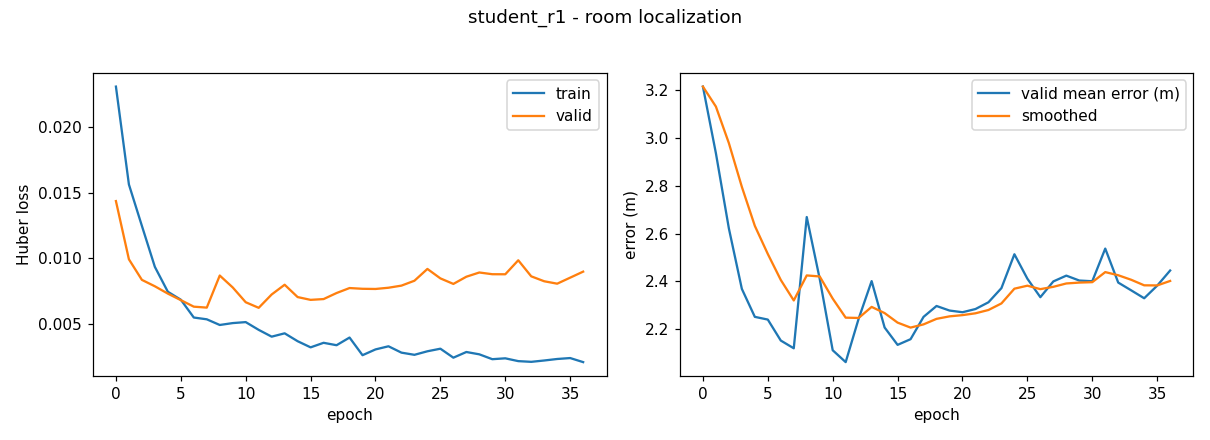 student_r1 - room localization
Huber loss
0.020
0.015
0.010
0.005
0 5 10 15 20 25 30 35
epoch
train
valid
error (m)
3.2
3.0
2.8
2.6
2.4
2.2
0 5 10 15 20 25 30 35
epoch
valid mean error (m)
smoothed